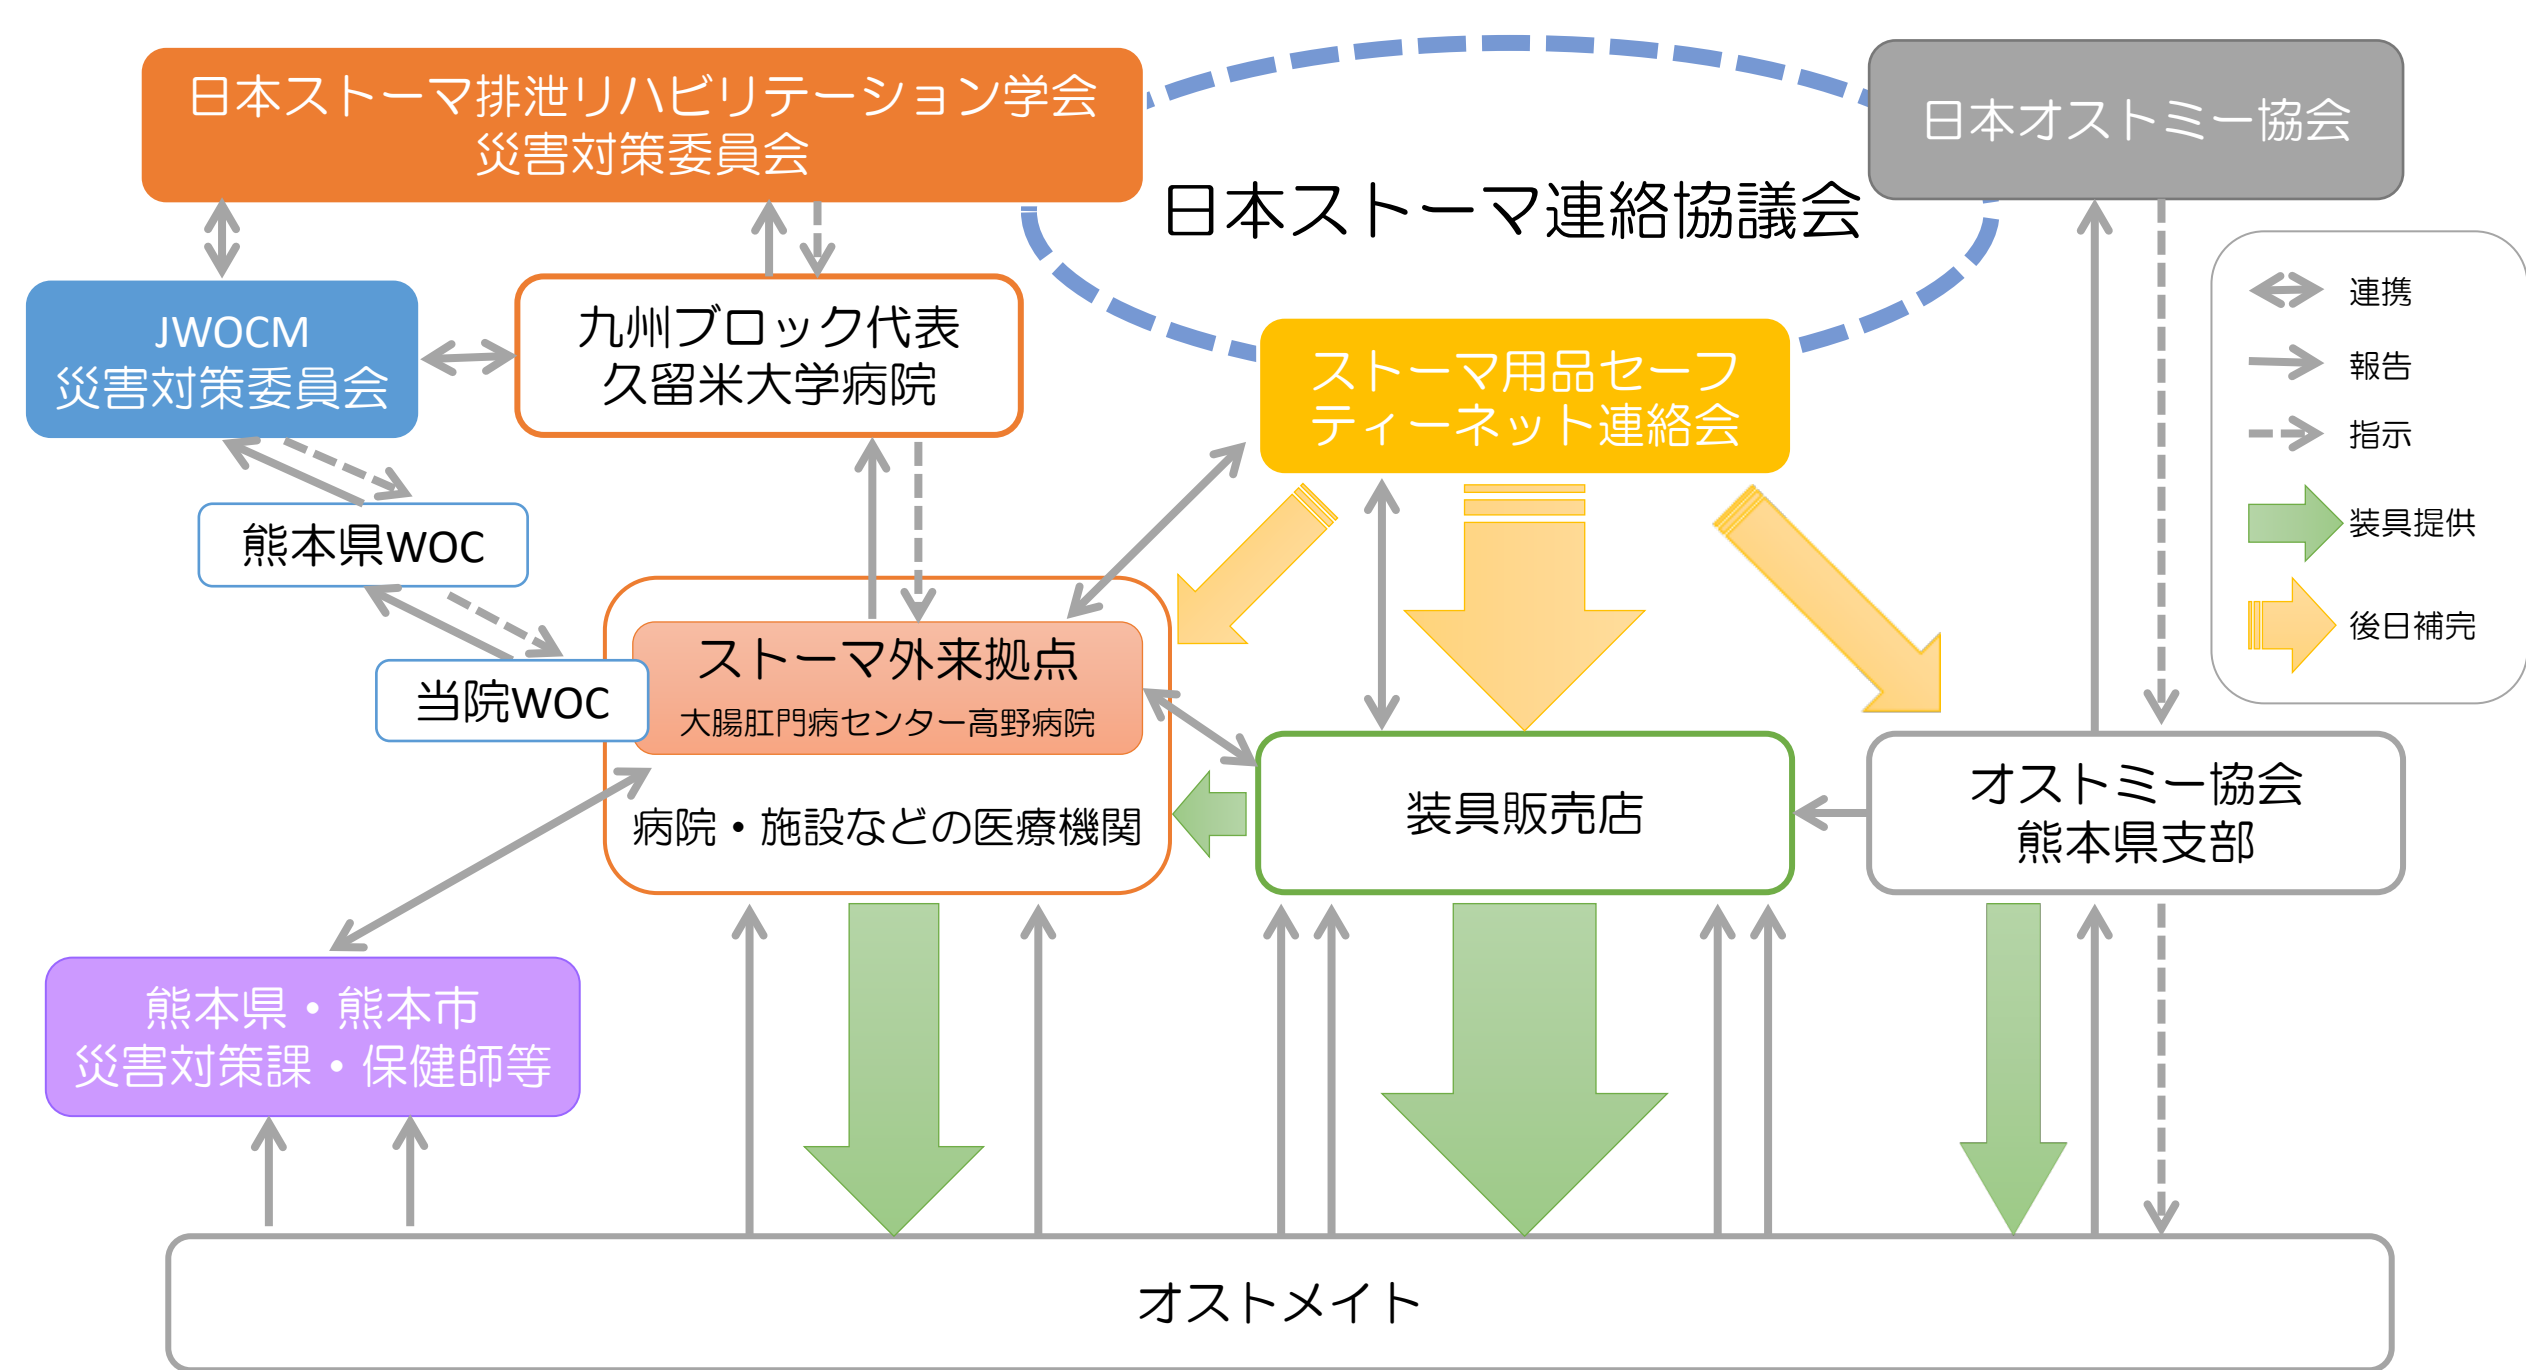 日本ストーマ排泄リハビリテーション学会
災害対策委員会
日本オストミー協会
日本ストーマ連絡協議会
JWOCM
災害対策委員会
九州ブロック代表
久留米大学病院
ストーマ用品セーフ
ティーネット連絡会
連携
報告
指示
装具提供
後日補完
熊本県WOC
当院WOC
ストーマ外来拠点
大腸肛門病センター高野病院
病院・施設などの医療機関
装具販売店
オストミー協会
熊本県支部
熊本県・熊本市
災害対策課・保健師等
オストメイト